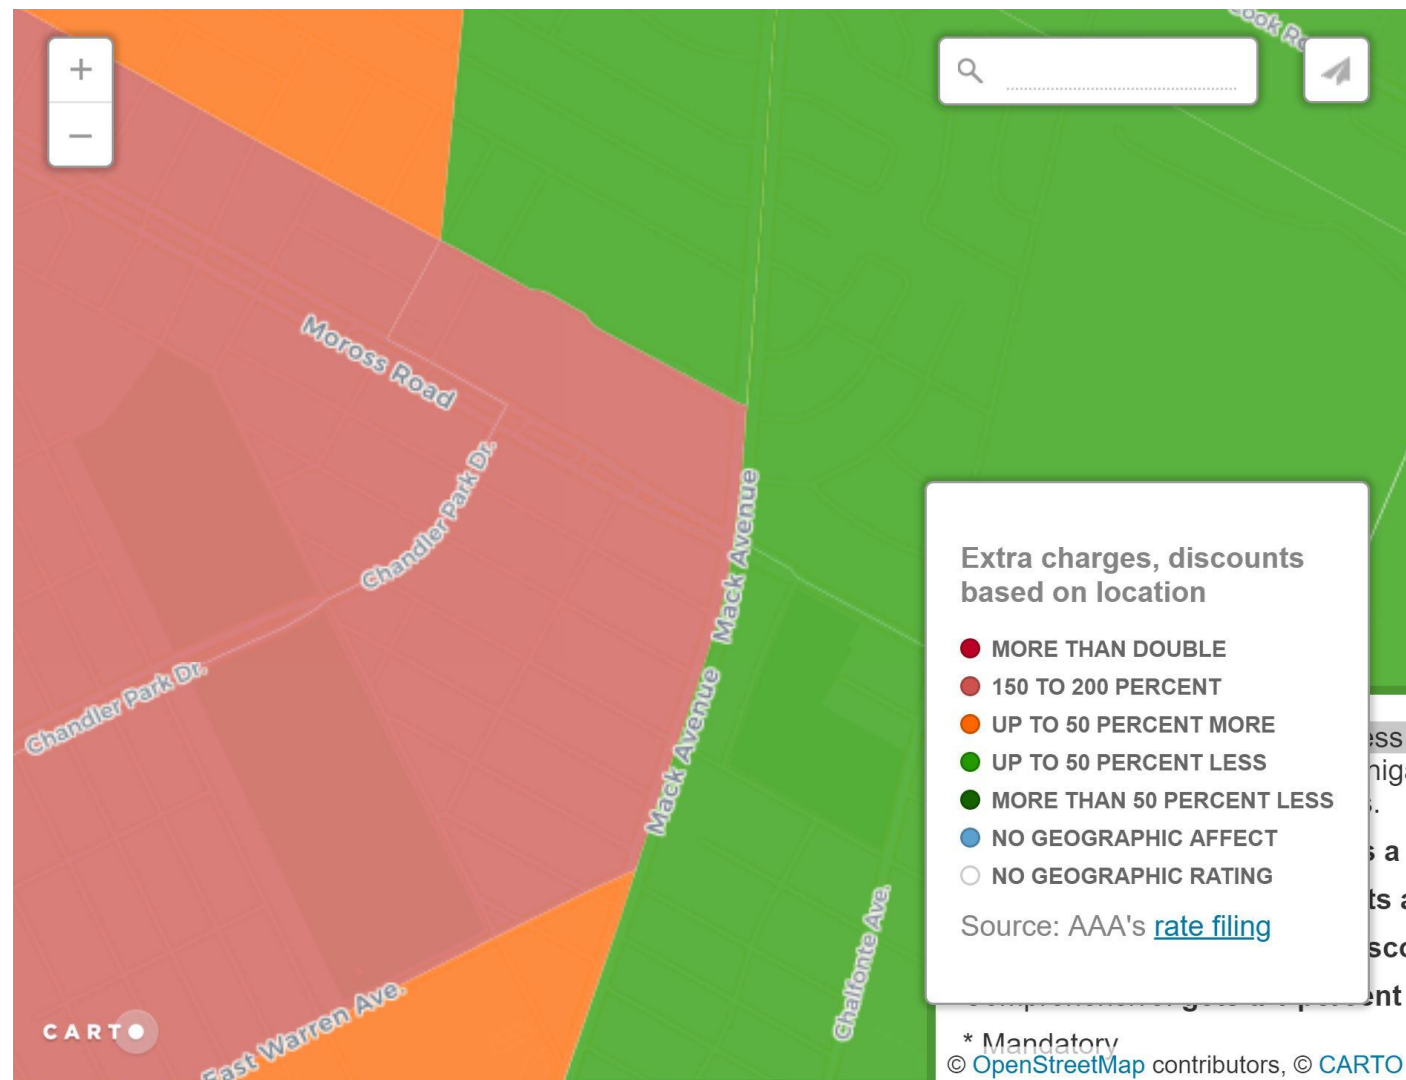 Cook
+
−
Moross Road
Chandler Park Dr.
Mack Avenue
Chandler Park Dr.
Mack Avenue
Chalfonte Ave.
East Warren Ave.
Extra charges, discounts
based on location
MORE THAN DOUBLE
150 TO 200 PERCENT
UP TO 50 PERCENT MORE
UP TO 50 PERCENT LESS
MORE THAN 50 PERCENT LESS
NO GEOGRAPHIC AFFECT
NO GEOGRAPHIC RATING
Source: AAA's rate filing
* Mandatory
CARTO
© OpenStreetMap contributors, © CARTO